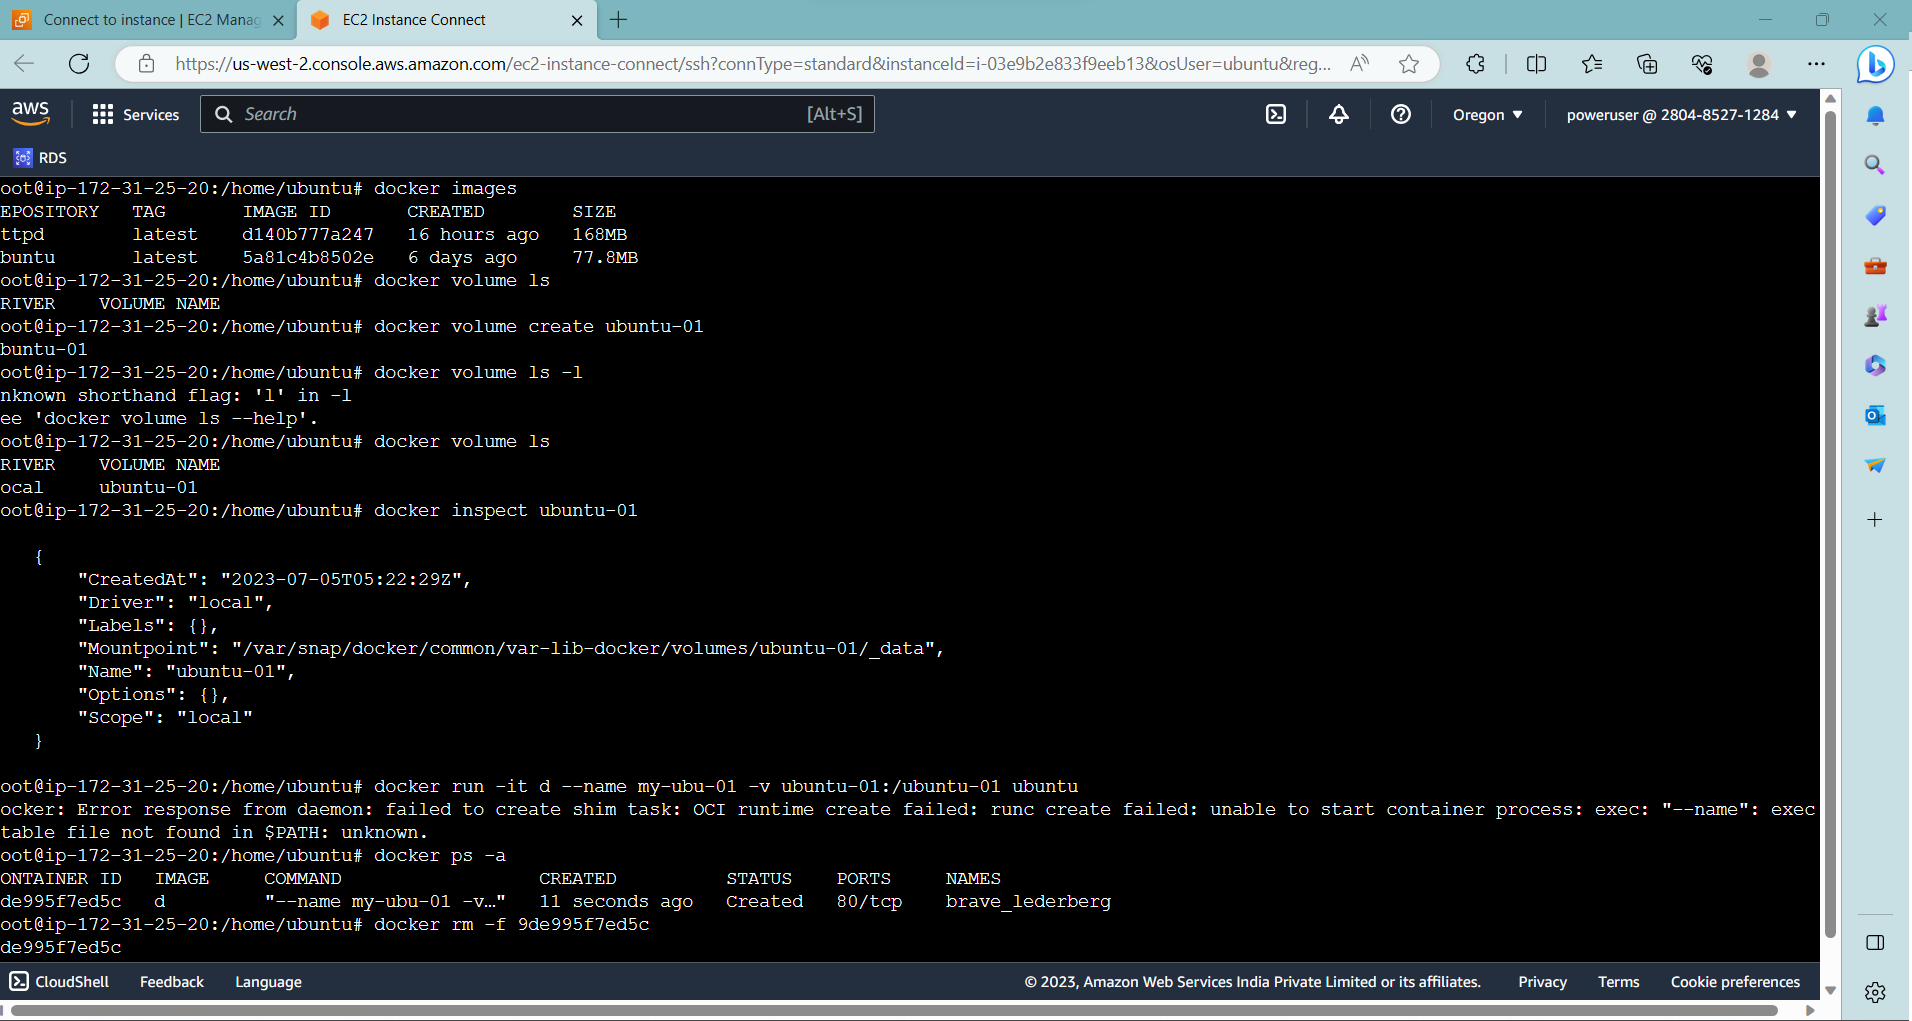 Connect to instance | EC2 Manag
EC2 Instance Connect
https://us-west-2.console.aws.amazon.com/ec2-instance-connect/ssh?connType=standard&instanceId=i-03e9b2e833f9eeb13&osUser=ubuntu&reg...
aws
Services
Search
[Alt+S]
Oregon
poweruser @ 2804-8527-1284
RDS
oot@ip-172-31-25-20:/home/ubuntu# docker images
EPOSITORY TAG IMAGE ID CREATED SIZE
ttpd latest d140b777a247 16 hours ago 168MB
buntu latest 5a81c4b8502e 6 days ago 77.8MB
oot@ip-172-31-25-20:/home/ubuntu# docker volume ls
RIVER VOLUME NAME
oot@ip-172-31-25-20:/home/ubuntu# docker volume create ubuntu-01
buntu-01
oot@ip-172-31-25-20:/home/ubuntu# docker volume ls -l
nknown shorthand flag: 'l' in -l
ee 'docker volume ls --help'.
oot@ip-172-31-25-20:/home/ubuntu# docker volume ls
RIVER VOLUME NAME
ocal ubuntu-01
oot@ip-172-31-25-20:/home/ubuntu# docker inspect ubuntu-01
{
"CreatedAt": "2023-07-05T05:22:29Z",
"Driver": "local",
"Labels": {},
"Mountpoint": "/var/snap/docker/common/var-lib-docker/volumes/ubuntu-01/_data",
"Name": "ubuntu-01",
"Options": {},
"Scope": "local"
}
oot@ip-172-31-25-20:/home/ubuntu# docker run -it d --name my-ubu-01 -v ubuntu-01:/ubuntu-01 ubuntu
ocker: Error response from daemon: failed to create shim task: OCI runtime create failed: runc create failed: unable to start container process: exec: "--name": exec
table file not found in $PATH: unknown.
oot@ip-172-31-25-20:/home/ubuntu# docker ps -a
ONTAINER ID IMAGE COMMAND CREATED STATUS PORTS NAMES
de995f7ed5c d "--name my-ubu-01 -v…" 11 seconds ago Created 80/tcp brave_lederberg
oot@ip-172-31-25-20:/home/ubuntu# docker rm -f 9de995f7ed5c
de995f7ed5c
CloudShell Feedback Language © 2023, Amazon Web Services India Private Limited or its affiliates. Privacy Terms Cookie preferences